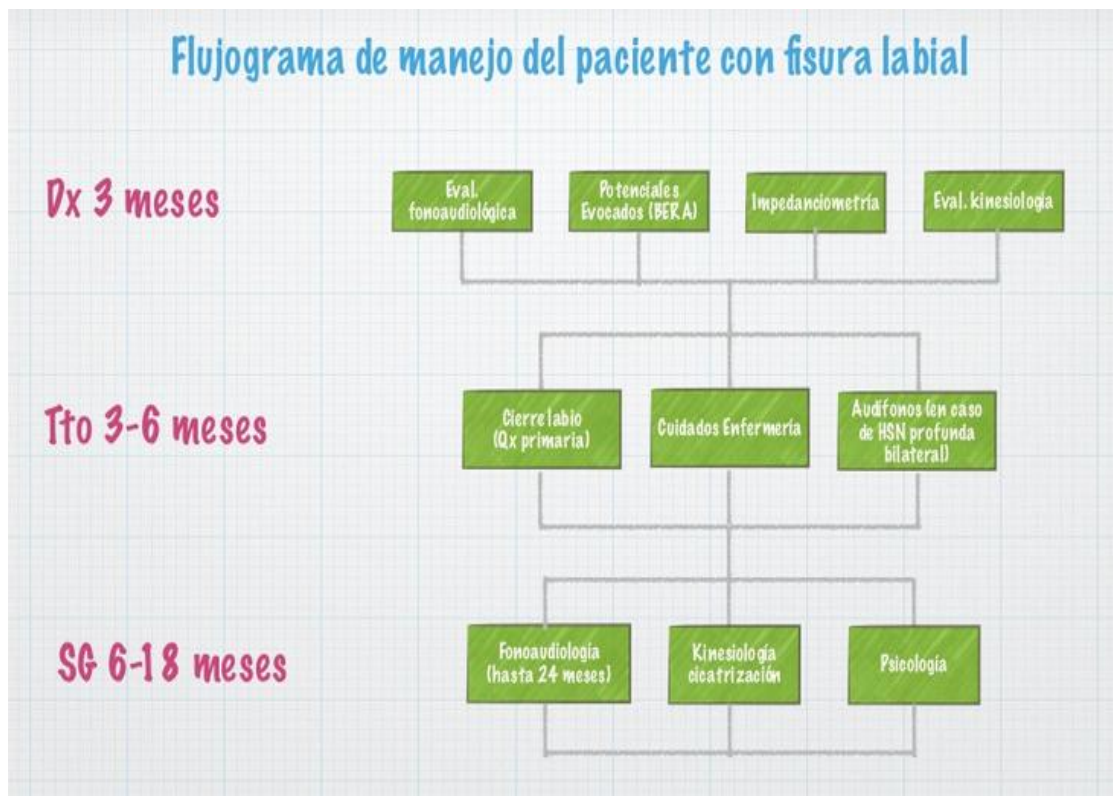 Flujograma de manejo del paciente con fisura labial
Dx 3 meses
Eval.
fonoaudiológica
Potenciales
Evocados (BERA)
Impedanciometría
Eval. kinesiología
Tto 3-6 meses
Cierre labio
(Qx primaria)
Cuidados Enfermería
Audífonos (en caso
de HSN profunda
bilateral)
SG 6-18 meses
Fonoaudiología
(hasta 24 meses)
Kinesiología
cicatrización
Psicología